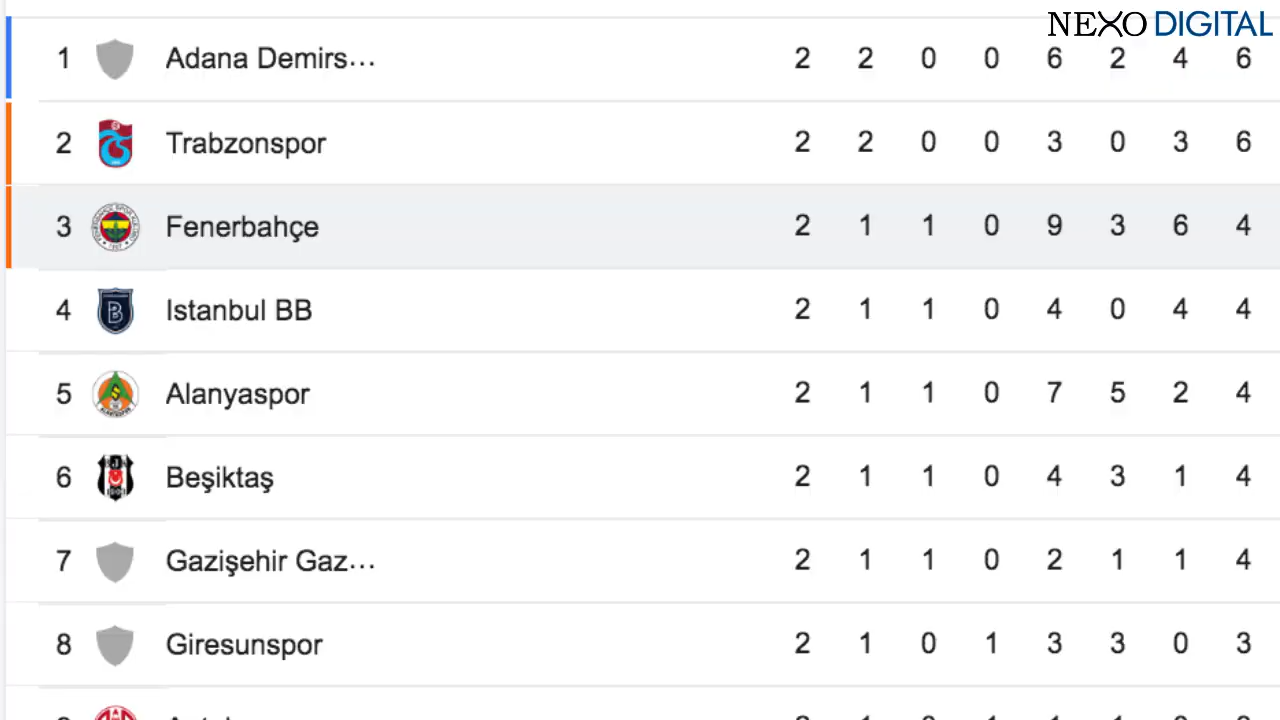 NEXO DIGITAL
1 Adana Demirs... 2 2 0 0 6 2 4 6
2 Trabzonspor 2 2 0 0 3 0 3 6
3 Fenerbahçe 2 1 1 0 9 3 6 4
4 Istanbul BB 2 1 1 0 4 0 4 4
5 Alanyaspor 2 1 1 0 7 5 2 4
6 Beşiktaş 2 1 1 0 4 3 1 4
7 Gazişehir Gaz... 2 1 1 0 2 1 1 4
8 Giresunspor 2 1 0 1 3 3 0 3